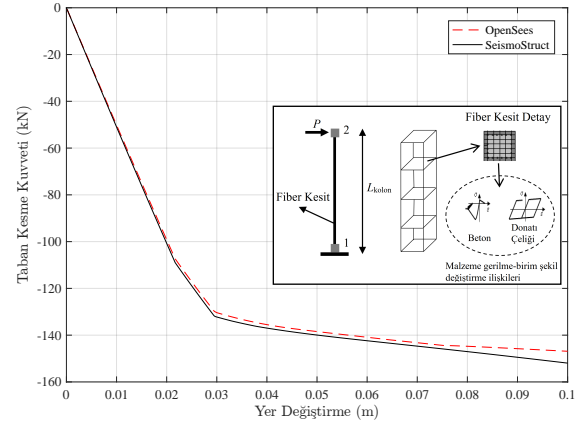 0
-20
-40
-60
-80
-100
-120
-140
-160
0
0.01
0.02
0.03
0.04
0.05
0.06
0.07
0.08
0.09
0.1
Taban Kesme Kuvveti (kN)
Yer Değiştirme (m)
OpenSees
SeismoStruct
Fiber Kesit Detay
P
2
Lkolon
Fiber Kesit
1
Beton
Donatı
Çeliği
Malzeme gerilme-birim şekil
değiştirme ilişkileri